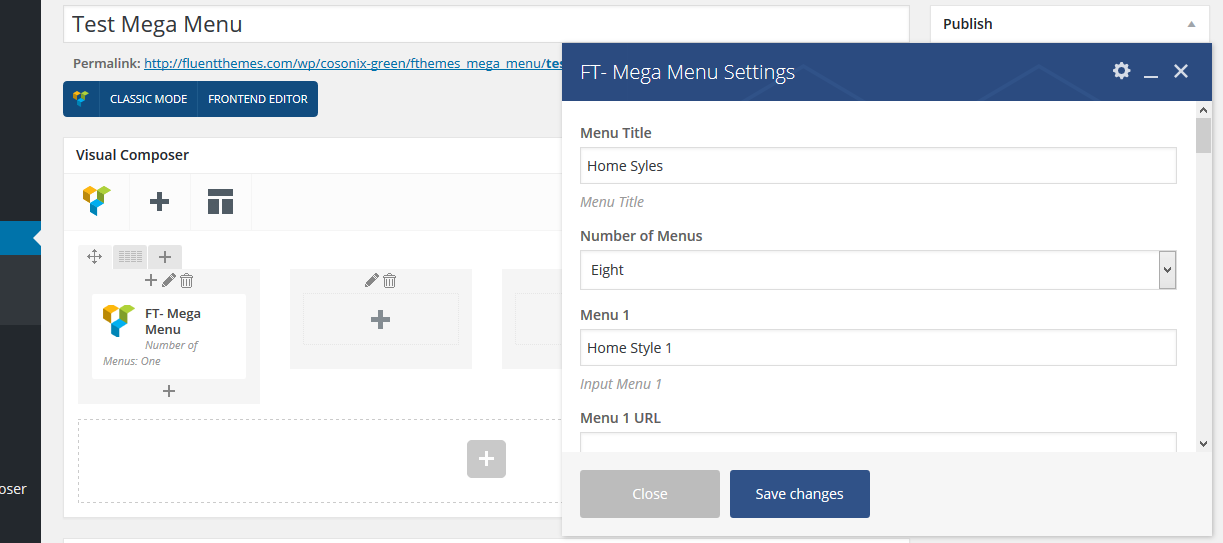 Test Mega Menu
Permalink: http://fluentthemes.com/wp/cosonix-green/fthemes_mega_menu/tes
CLASSIC MODE
FRONTEND EDITOR
Visual Composer
FT- Mega
Menu
Number of
Menus: One
oser
Publish
FT- Mega Menu Settings
Menu Title
Home Syles
Menu Title
Number of Menus
Eight
Menu 1
Home Style 1
Input Menu 1
Menu 1 URL
Close
Save changes